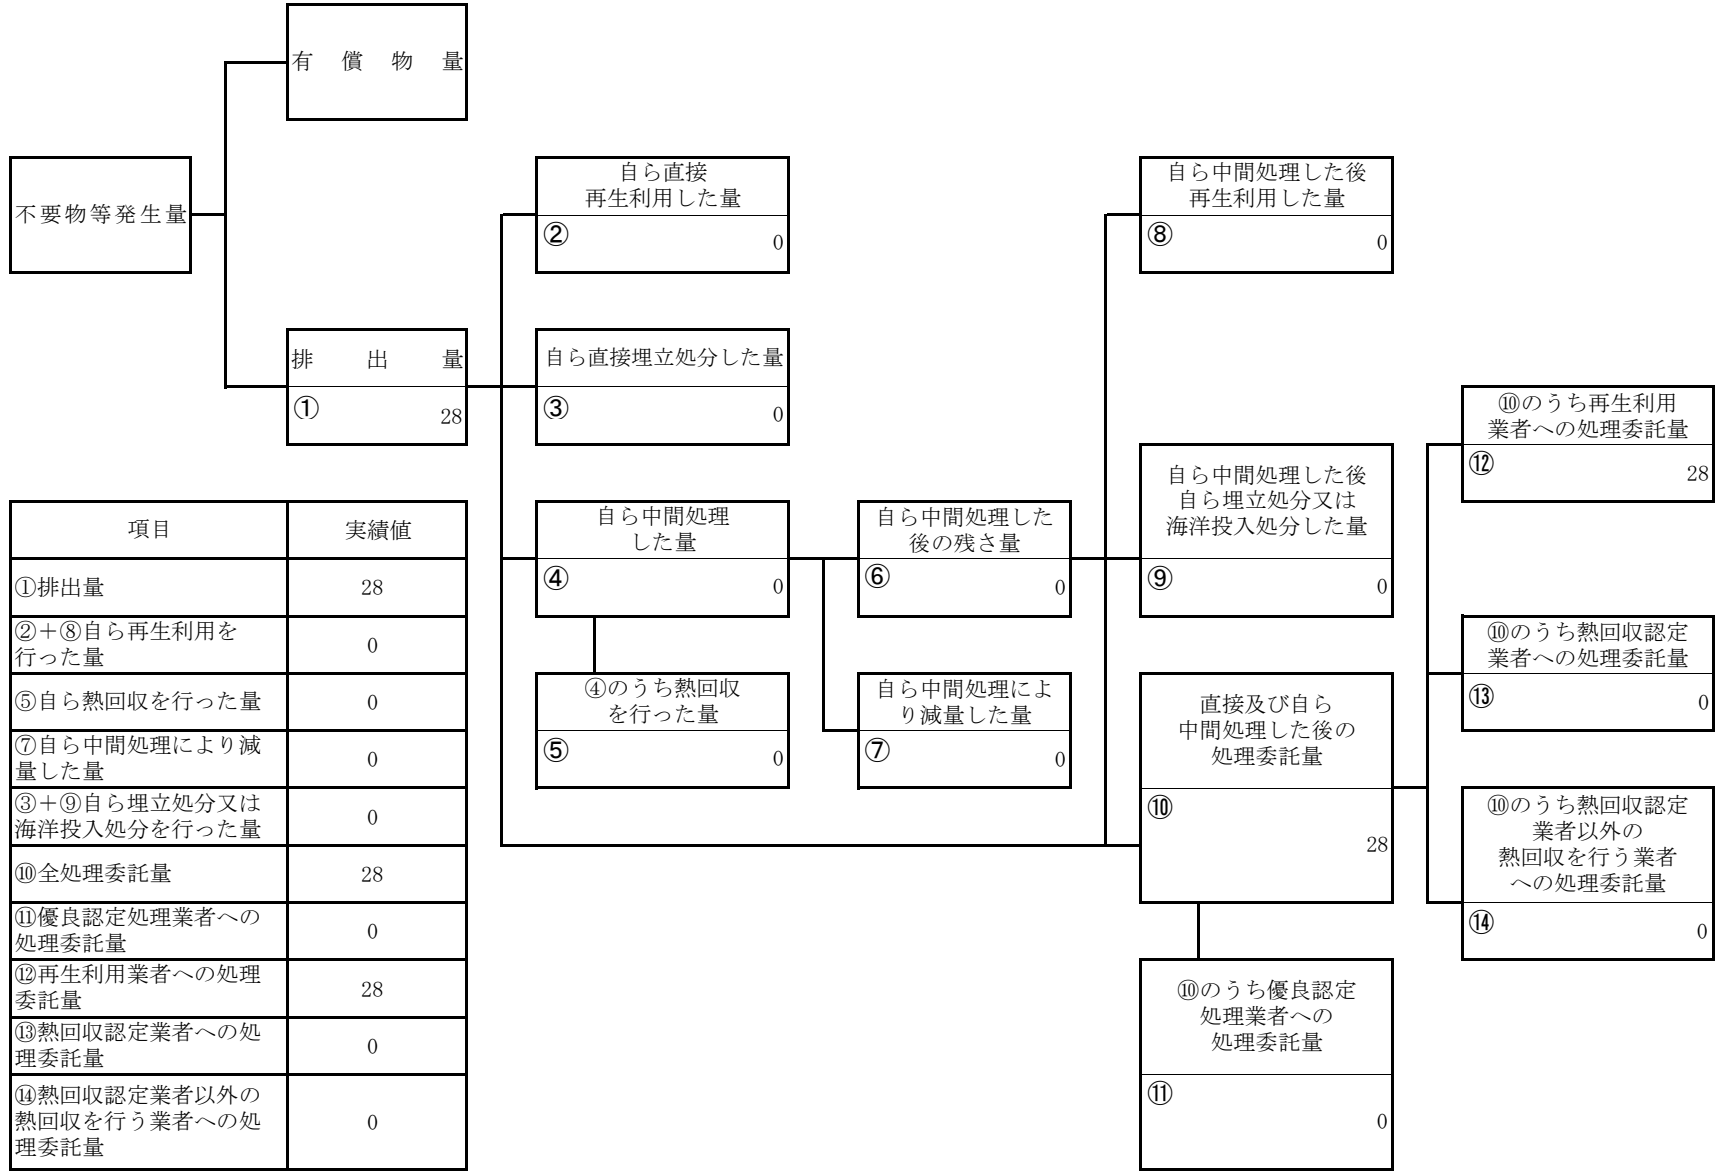 有償物量
不要物等発生量
排出量
①
28
自ら直接
再生利用した量
②
0
自ら直接埋立処分した量
③
0
自ら中間処理
した量
④
0
④のうち熱回収
を行った量
⑤
0
自ら中間処理した
後の残さ量
⑥
0
自ら中間処理によ
り減量した量
⑦
0
自ら中間処理した後
再生利用した量
⑧
0
自ら中間処理した後
自ら埋立処分又は
海洋投入処分した量
⑨
0
直接及び自ら
中間処理した後の
処理委託量
⑩
28
⑩のうち優良認定
処理業者への
処理委託量
⑪
0
⑩のうち再生利用
業者への処理委託量
⑫
28
⑩のうち熱回収認定
業者への処理委託量
⑬
0
⑩のうち熱回収認定
業者以外の
熱回収を行う業者
への処理委託量
⑭
0
項目 実績値
①排出量 28
②＋⑧自ら再生利用を
行った量 0
⑤自ら熱回収を行った量 0
⑦自ら中間処理により減
量した量 0
③＋⑨自ら埋立処分又は
海洋投入処分を行った量 0
⑩全処理委託量 28
⑪優良認定処理業者への
処理委託量 0
⑫再生利用業者への処理
委託量 28
⑬熱回収認定業者への処
理委託量 0
⑭熱回収認定業者以外の
熱回収を行う業者への処
理委託量 0